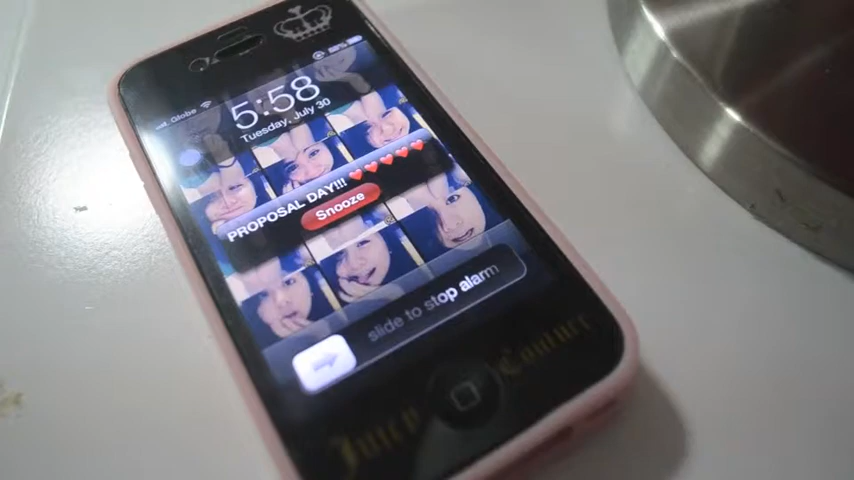 Globe
5:58
Tuesday, July 30
PROPOSAL DAY!!! ❤❤❤❤❤
Snooze
slide to stop alarm
Juicy Couture